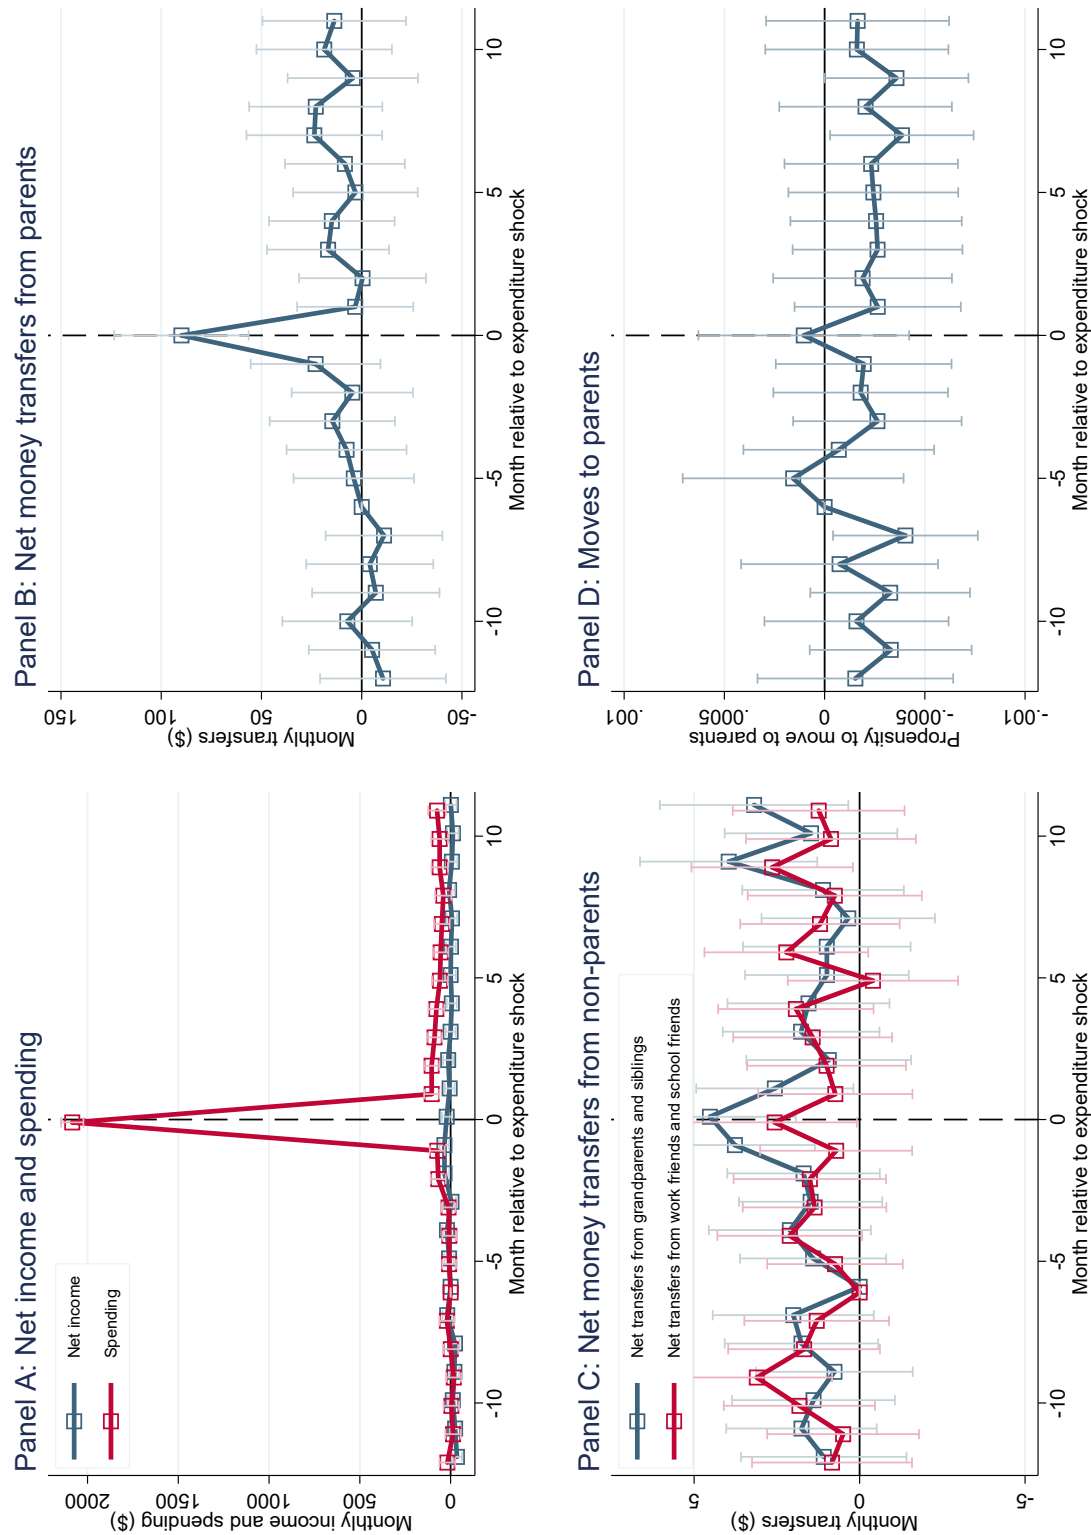 Panel A: Net income and spending
2000
1500
1000
500
0
Monthly income and spending ($)
Net income
Spending
-10
-5
0
5
10
Month relative to expenditure shock
Panel B: Net money transfers from parents
150
100
50
0
-50
Monthly transfers ($)
-10
-5
0
5
10
Month relative to expenditure shock
Panel C: Net money transfers from non-parents
5
0
-5
Monthly transfers ($)
Net transfers from grandparents and siblings
Net transfers from work friends and school friends
-10
-5
0
5
10
Month relative to expenditure shock
Panel D: Moves to parents
.001
.0005
0
-.0005
-.001
Propensity to move to parents
-10
-5
0
5
10
Month relative to expenditure shock